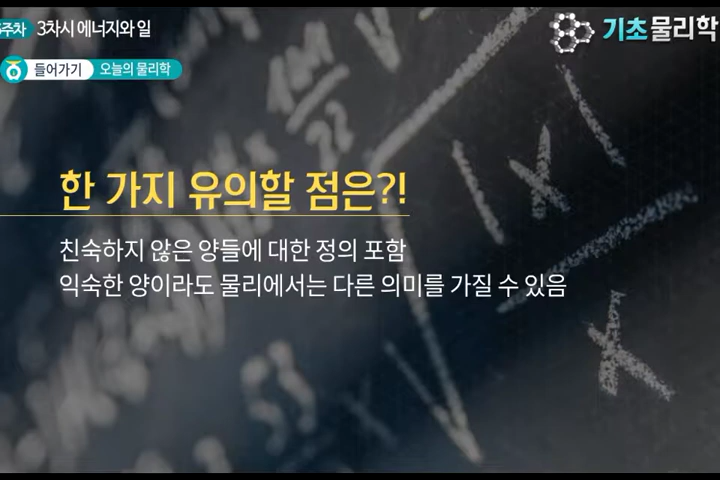 5주차 3차시 에너지와 일
기초물리학
들어가기 오늘의 물리학
한 가지 유의할 점은?!
친숙하지 않은 양들에 대한 정의 포함
익숙한 양이라도 물리에서는 다른 의미를 가질 수 있음